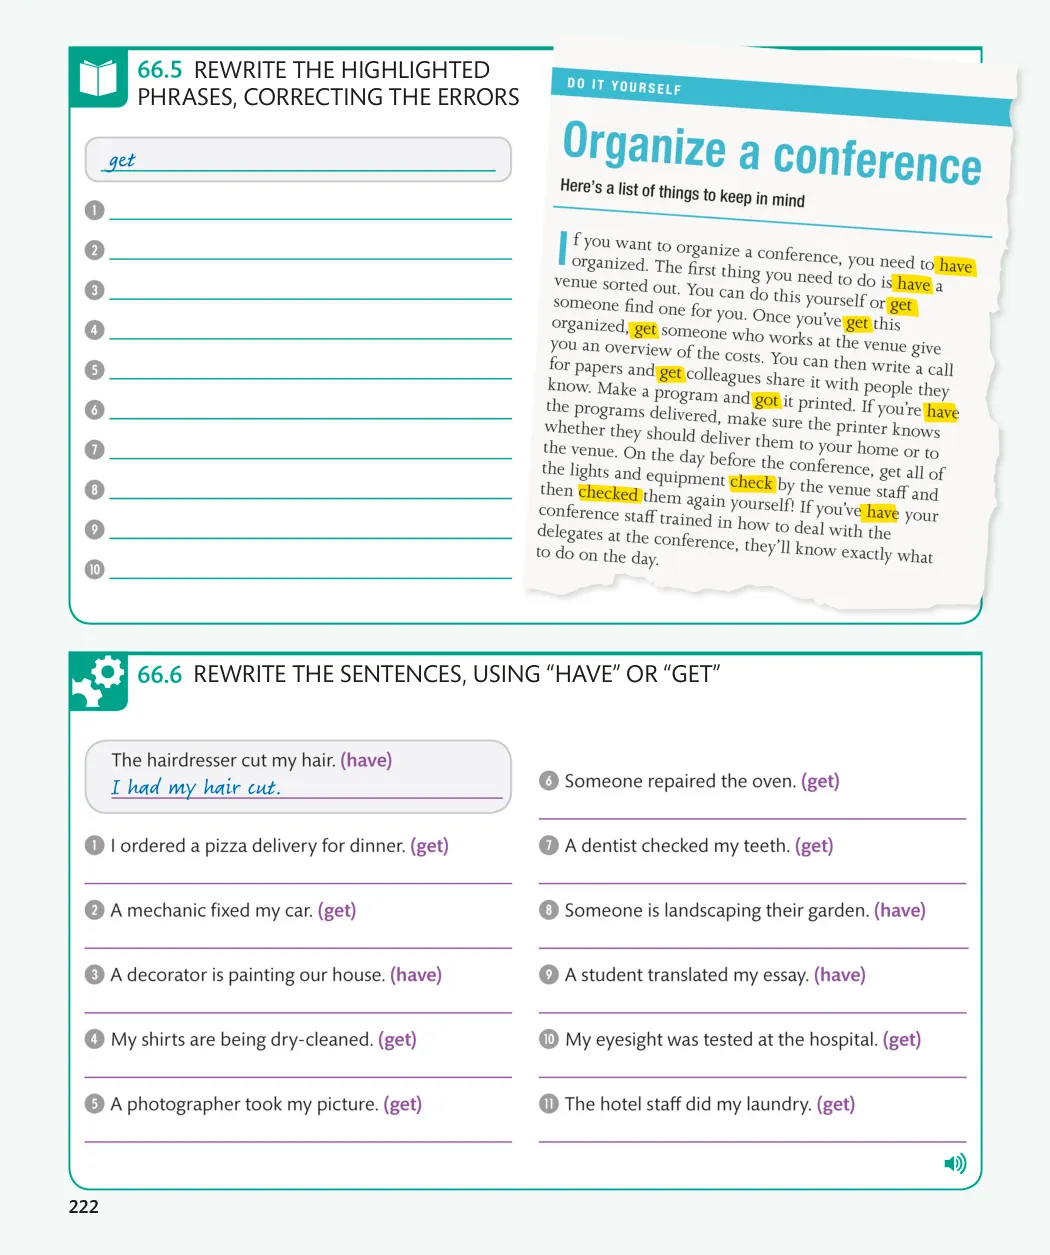 66.5 REWRITE THE HIGHLIGHTED
PHRASES, CORRECTING THE ERRORS
get
1
2
3
4
5
6
7
8
9
10
DO IT YOURSELF
Organize a conference
Here's a list of things to keep in mind
If you want to organize a conference, you need to have
organized. The first thing you need to do is have a
venue sorted out. You can do this yourself or get
someone find one for you. Once you've get this
organized, get someone who works at the venue give
you an overview of the costs. You can then write a call
for papers and get colleagues share it with people they
know. Make a program and got it printed. If you're have
the programs delivered, make sure the printer knows
whether they should deliver them to your home or to
the venue. On the day before the conference, get all of
the lights and equipment check by the venue staff and
then checked them again yourself! If you've have your
conference staff trained in how to deal with the
delegates at the conference, they'll know exactly what
to do on the day.
66.6 REWRITE THE SENTENCES, USING “HAVE” OR “GET”
The hairdresser cut my hair. (have)
I had my hair cut.
1 I ordered a pizza delivery for dinner. (get)
2 A mechanic fixed my car. (get)
3 A decorator is painting our house. (have)
4 My shirts are being dry-cleaned. (get)
5 A photographer took my picture. (get)
6 Someone repaired the oven. (get)
7 A dentist checked my teeth. (get)
8 Someone is landscaping their garden. (have)
9 A student translated my essay. (have)
10 My eyesight was tested at the hospital. (get)
11 The hotel staff did my laundry. (get)
222